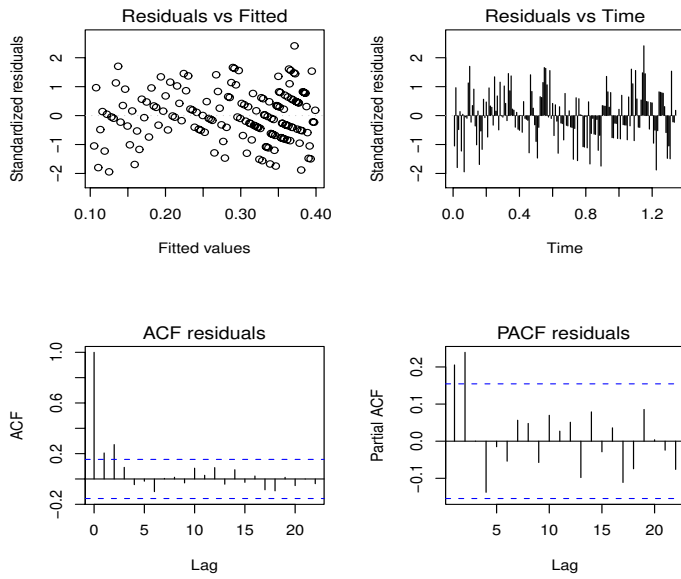 Residuals vs Fitted
Standardized residuals
2
1
0
−1
−2
0.10
0.20
0.30
0.40
Fitted values
Residuals vs Time
Standardized residuals
2
1
0
−1
−2
0.0
0.4
0.8
1.2
Time
ACF residuals
ACF
1.0
0.2
−0.2
0
5
10
15
20
Lag
PACF residuals
Partial ACF
0.2
0.1
0.0
−0.1
5
10
15
20
Lag